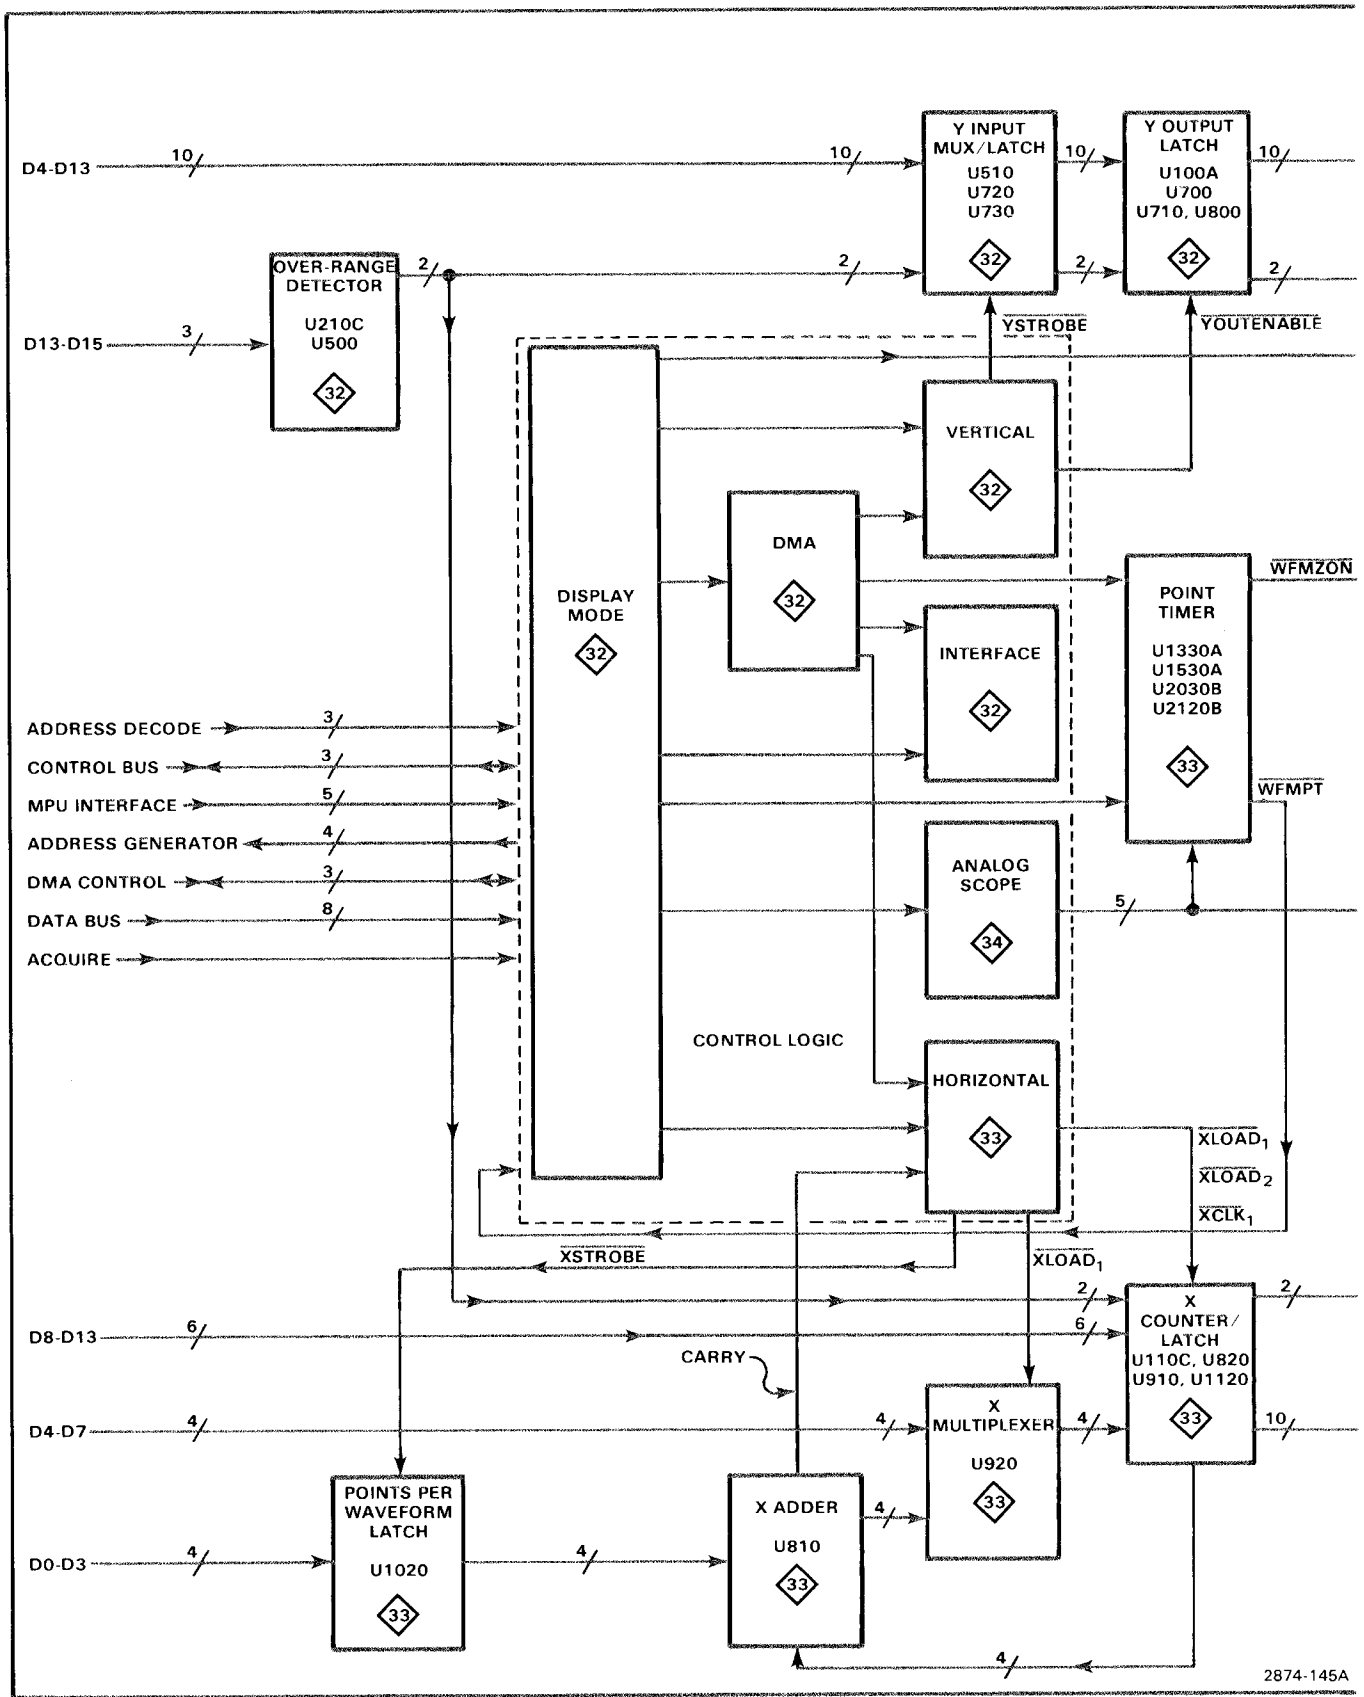 Y INPUT
MUX/LATCH
U510
U720
U730
32
Y OUTPUT
LATCH
U100A
U700
U710, U800
32
D4-D13
10
10
10
10
OVER-RANGE
DETECTOR
U210C
U500
32
2
2
2
2
D13-D15
3
YSTROBE
YOUTENABLE
VERTICAL
32
DMA
32
DISPLAY
MODE
32
INTERFACE
32
POINT
TIMER
U1330A
U1530A
U2030B
U2120B
33
WFMZON
WFMPT
ADDRESS DECODE
3
CONTROL BUS
3
MPU INTERFACE
5
ADDRESS GENERATOR
4
DMA CONTROL
3
DATA BUS
8
ACQUIRE
ANALOG
SCOPE
34
5
CONTROL LOGIC
HORIZONTAL
33
XLOAD1
XLOAD2
XCLK1
XSTROBE
XLOAD1
2
2
D8-D13
6
6
X
COUNTER/
LATCH
U110C, U820
U910, U1120
33
CARRY
D4-D7
4
4
X
MULTIPLEXER
U920
33
4
10
POINTS PER
WAVEFORM
LATCH
U1020
33
X ADDER
U810
33
4
D0-D3
4
4
4
2874-145A